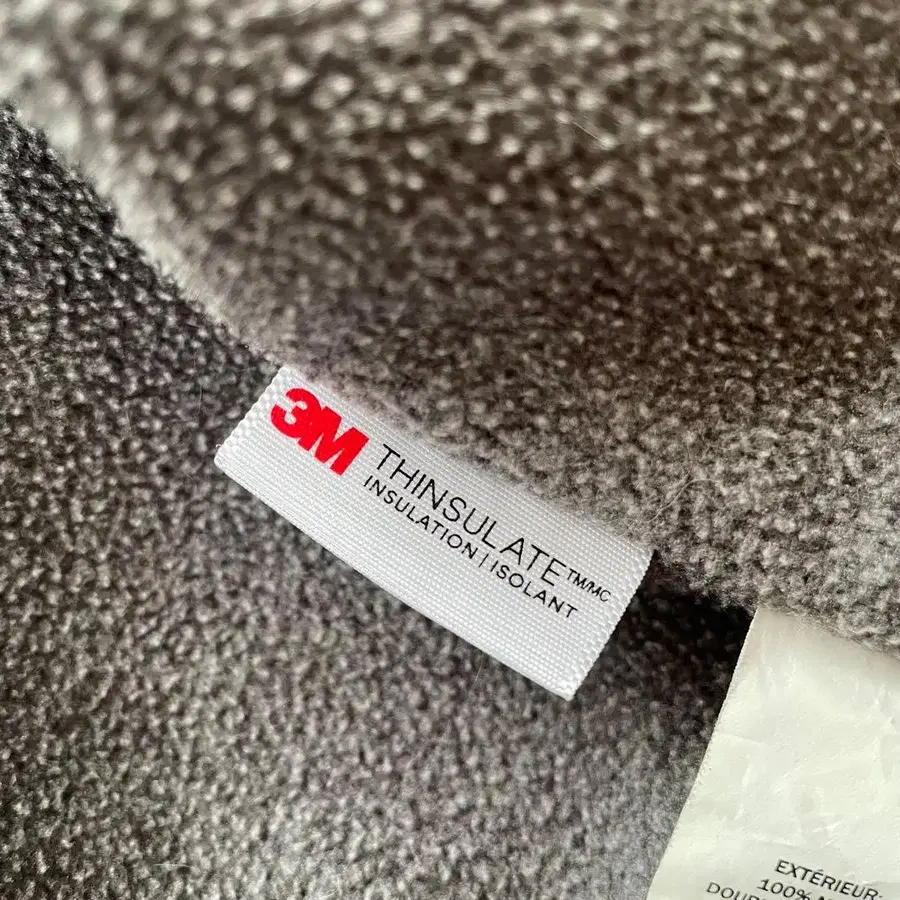 3M
THINSULATE™/MC
INSULATION | ISOLANT
EXTÉRIEUR:
100%